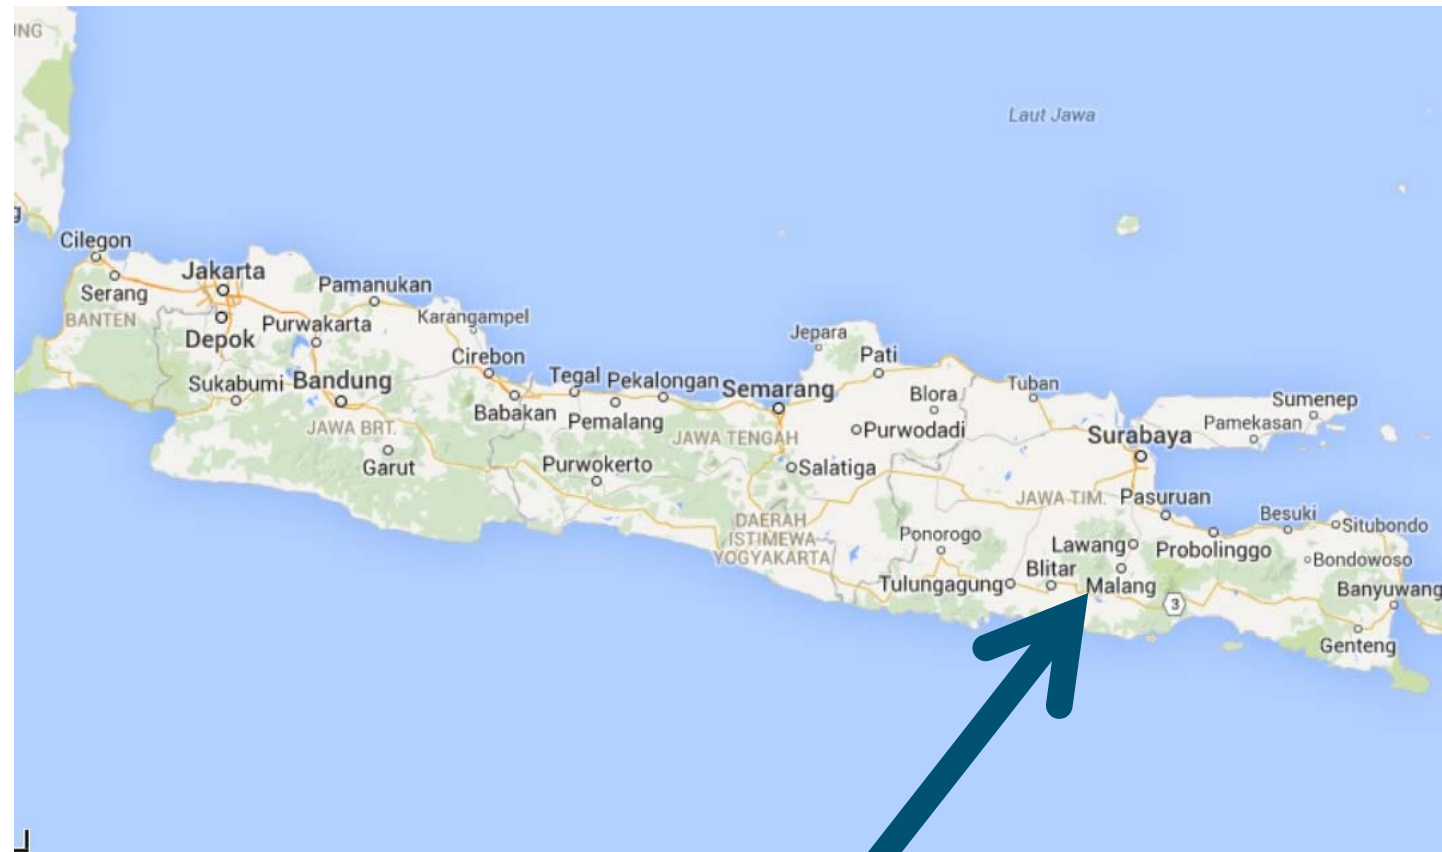 UNG
Laut Jawa
g
Cilegon
Jakarta
Serang
Pamanukan
BANTEN
Purwakarta
Karangampel
Depok
Jepara
Pati
Cirebon
Sukabumi
Bandung
Tegal
Pekalongan
Semarang
Blora
Tuban
Sumenep
Babakan
Pemalang
Pamekasan
JAWA BRT.
JAWA TENGAH
Purwodadi
Surabaya
Garut
Purwokerto
Salatiga
JAWA TIM.
Pasuruan
DAERAH
ISTIMEWA
YOGYAKARTA
Ponorogo
Besuki
Situbondo
Lawang
Probolinggo
Bondowoso
Blitar
Tulungagung
Malang
Banyuwang
3
Genteng